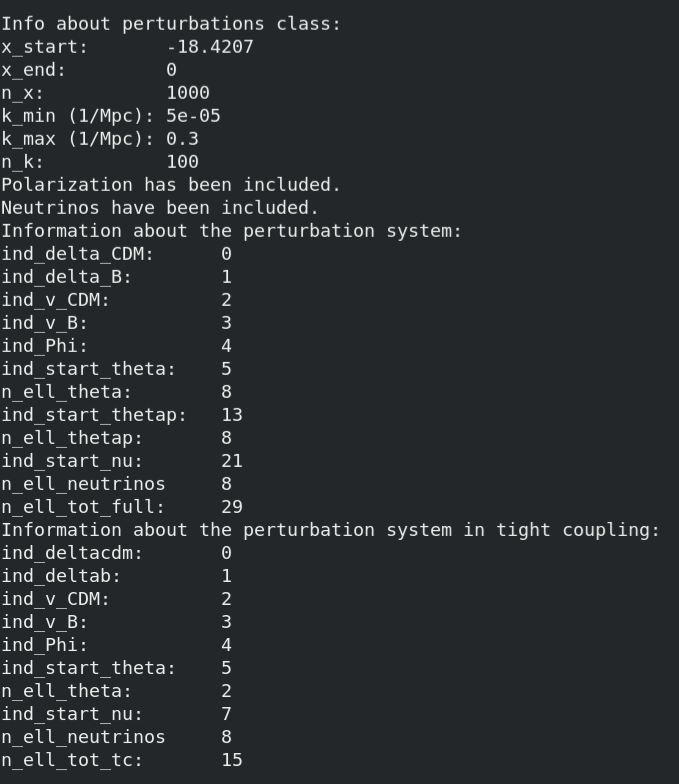 Info about perturbations class:
x_start:       -18.4207
x_end:         0
n_x:           1000
k_min (1/Mpc): 5e-05
k_max (1/Mpc): 0.3
n_k:           100
Polarization has been included.
Neutrinos have been included.
Information about the perturbation system:
ind_delta_CDM:      0
ind_delta_B:        1
ind_v_CDM:          2
ind_v_B:            3
ind_Phi:            4
ind_start_theta:    5
n_ell_theta:        8
ind_start_thetap:   13
n_ell_thetap:       8
ind_start_nu:       21
n_ell_neutrinos     8
n_ell_tot_full:     29
Information about the perturbation system in tight coupling:
ind_deltacdm:       0
ind_deltab:         1
ind_v_CDM:          2
ind_v_B:            3
ind_Phi:            4
ind_start_theta:    5
n_ell_theta:        2
ind_start_nu:       7
n_ell_neutrinos     8
n_ell_tot_tc:       15